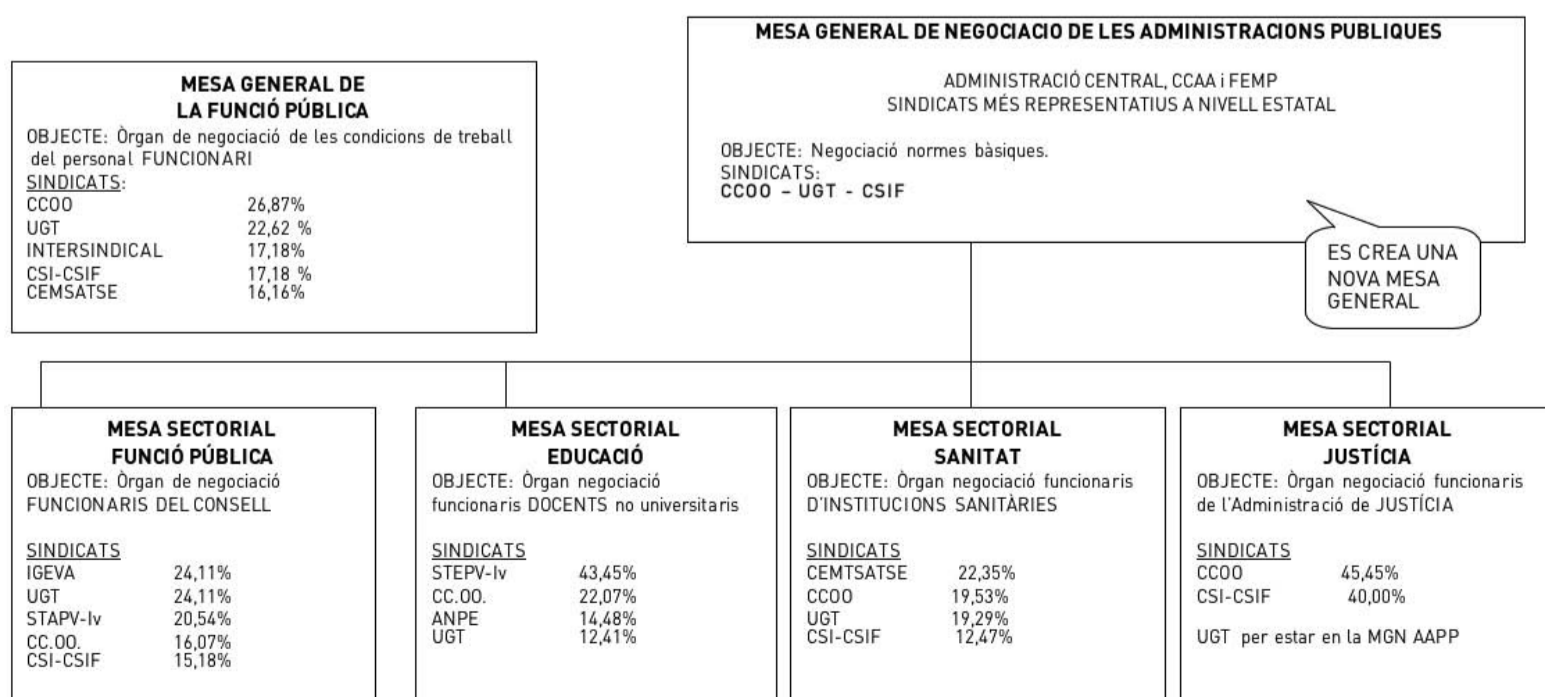 MESA GENERAL DE NEGOCIACIO DE LES ADMINISTRACIONS PUBLIQUES
ADMINISTRACIÓ CENTRAL, CCAA i FEMP
SINDICATS MÉS REPRESENTATIUS A NIVELL ESTATAL
OBJECTE: Negociació normes bàsiques.
SINDICATS:
CCOO – UGT - CSIF
ES CREA UNA
NOVA MESA
GENERAL
MESA GENERAL DE
LA FUNCIÓ PÚBLICA
OBJECTE: Òrgan de negociació de les condicions de treball
del personal FUNCIONARI
SINDICATS:
CCOO 26,87%
UGT 22,62 %
INTERSINDICAL 17,18%
CSI-CSIF 17,18 %
CEMSATSE 16,16%
MESA SECTORIAL
FUNCIÓ PÚBLICA
OBJECTE: Òrgan de negociació
FUNCIONARIS DEL CONSELL
SINDICATS
IGEVA 24,11%
UGT 24,11%
STAPV-Iv 20,54%
CC.OO. 16,07%
CSI-CSIF 15,18%
MESA SECTORIAL
EDUCACIÓ
OBJECTE: Òrgan negociació
funcionaris DOCENTS no universitaris
SINDICATS
STEPV-Iv 43,45%
CC.OO. 22,07%
ANPE 14,48%
UGT 12,41%
MESA SECTORIAL
SANITAT
OBJECTE: Òrgan negociació funcionaris
D'INSTITUCIONS SANITÀRIES
SINDICATS
CEMTSATSE 22,35%
CCOO 19,53%
UGT 19,29%
CSI-CSIF 12,47%
MESA SECTORIAL
JUSTÍCIA
OBJECTE: Òrgan negociació funcionaris
de l'Administració de JUSTÍCIA
SINDICATS
CCOO 45,45%
CSI-CSIF 40,00%
UGT per estar en la MGN AAPP